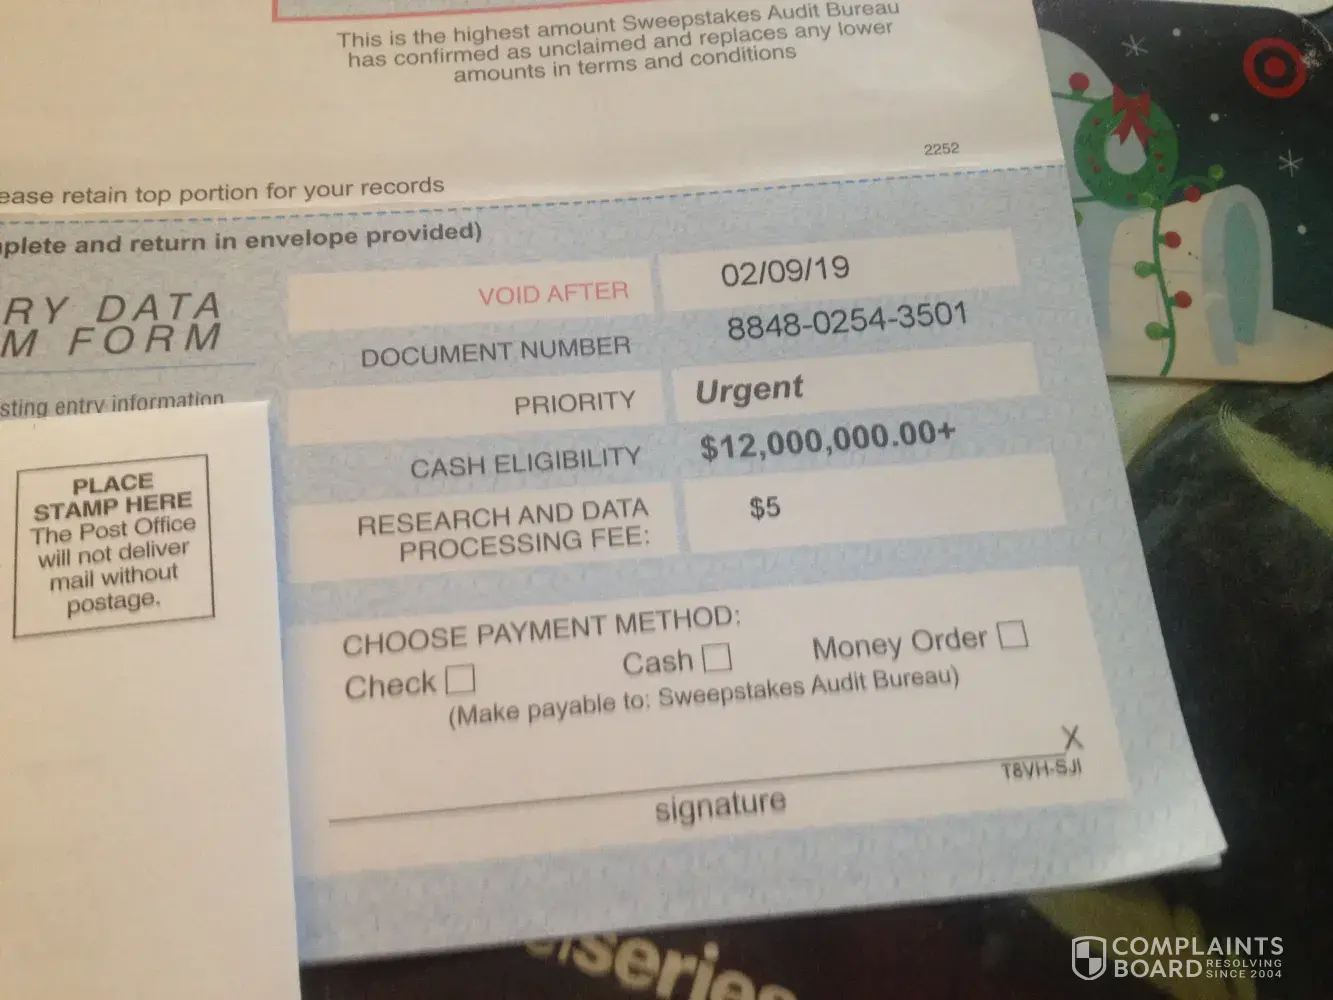 This is the highest amount Sweepstakes Audit Bureau
has confirmed as unclaimed and replaces any lower
amounts in terms and conditions
2252
ease retain top portion for your records
plete and return in envelope provided)
RY DATA
M FORM
sting entry information
VOID AFTER 02/09/19
DOCUMENT NUMBER 8848-0254-3501
PRIORITY Urgent
CASH ELIGIBILITY $12,000,000.00+
RESEARCH AND DATA
PROCESSING FEE: $5
PLACE
STAMP HERE
The Post Office
will not deliver
mail without
postage.
CHOOSE PAYMENT METHOD:
Check Cash Money Order
(Make payable to: Sweepstakes Audit Bureau)
X
T8VH-SJI
signature
series
COMPLAINTS
BOARD RESOLVING
SINCE 2004